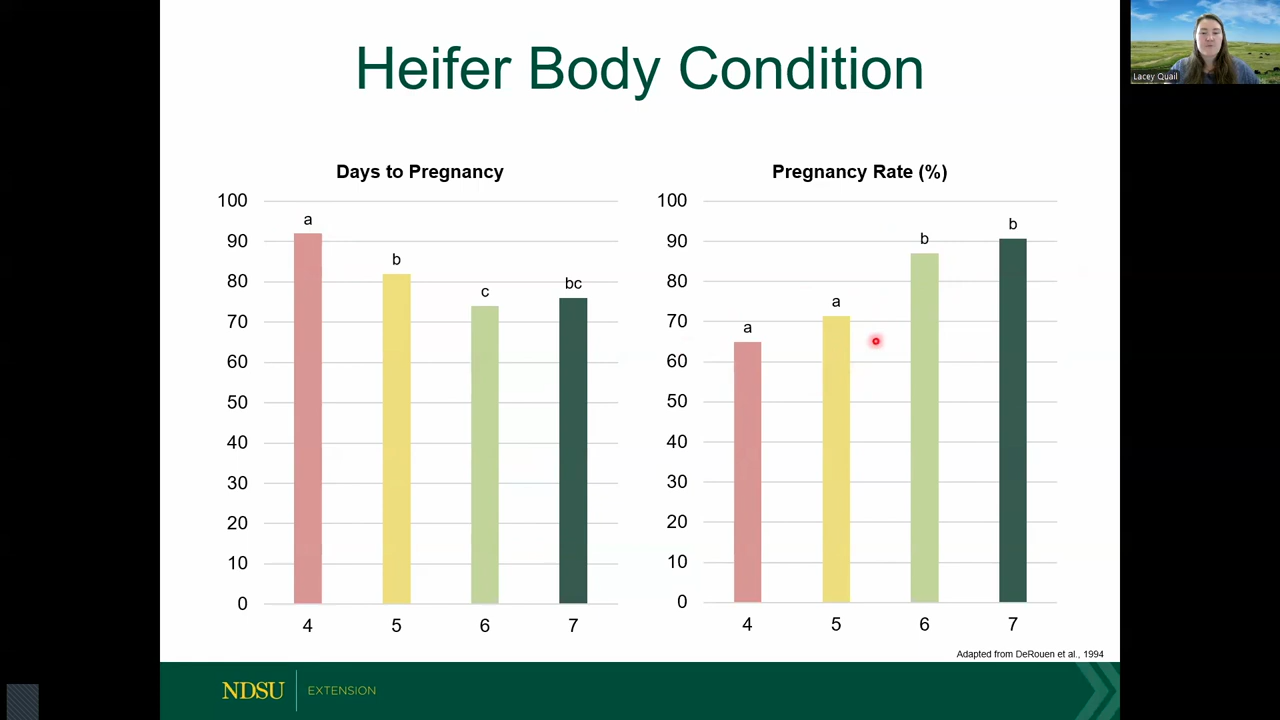 Heifer Body Condition
Lacey Quail
Days to Pregnancy
100
90
80
70
60
50
40
30
20
10
0
a
b
c
bc
4 5 6 7
Pregnancy Rate (%)
100
90
80
70
60
50
40
30
20
10
0
a
a
b
b
4 5 6 7
Adapted from DeRouen et al., 1994
NDSU EXTENSION